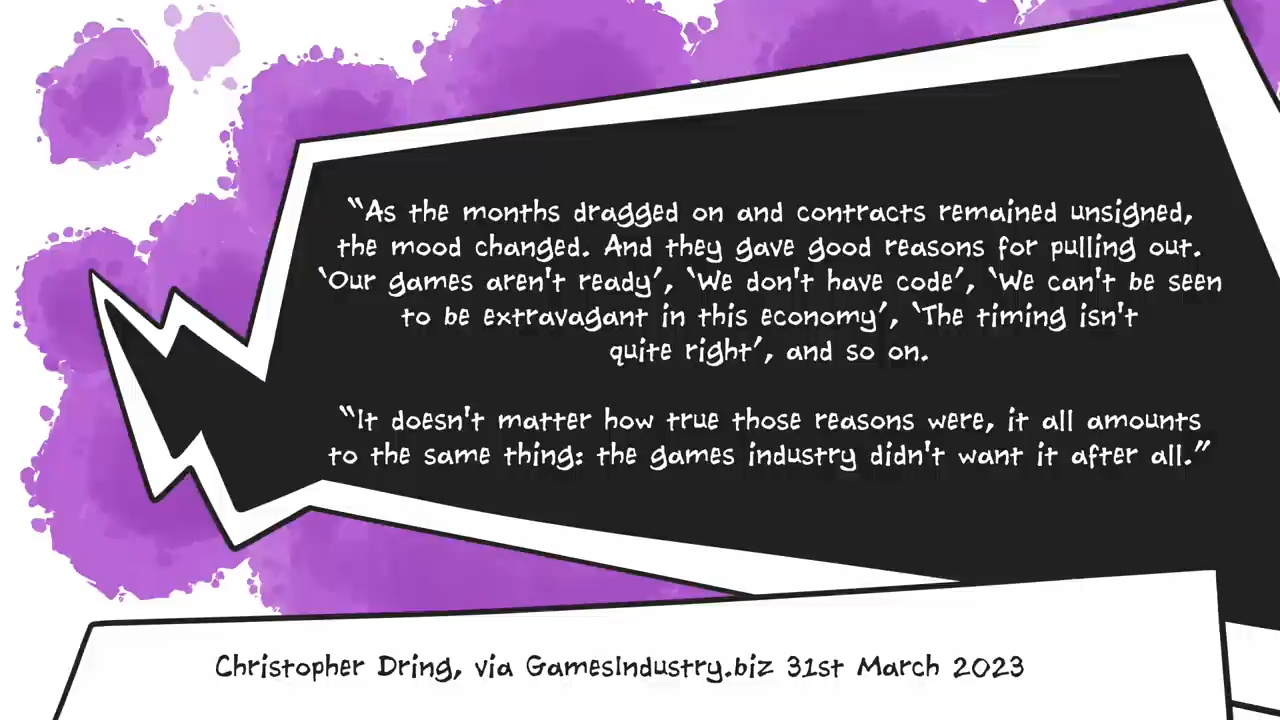 “As the months dragged on and contracts remained unsigned,
the mood changed. And they gave good reasons for pulling out.
‘Our games aren't ready’, ‘We don't have code’, ‘We can't be seen
to be extravagant in this economy’, ‘The timing isn't
quite right’, and so on.
“It doesn't matter how true those reasons were, it all amounts
to the same thing: the games industry didn't want it after all.”
Christopher Dring, via GamesIndustry.biz 31st March 2023